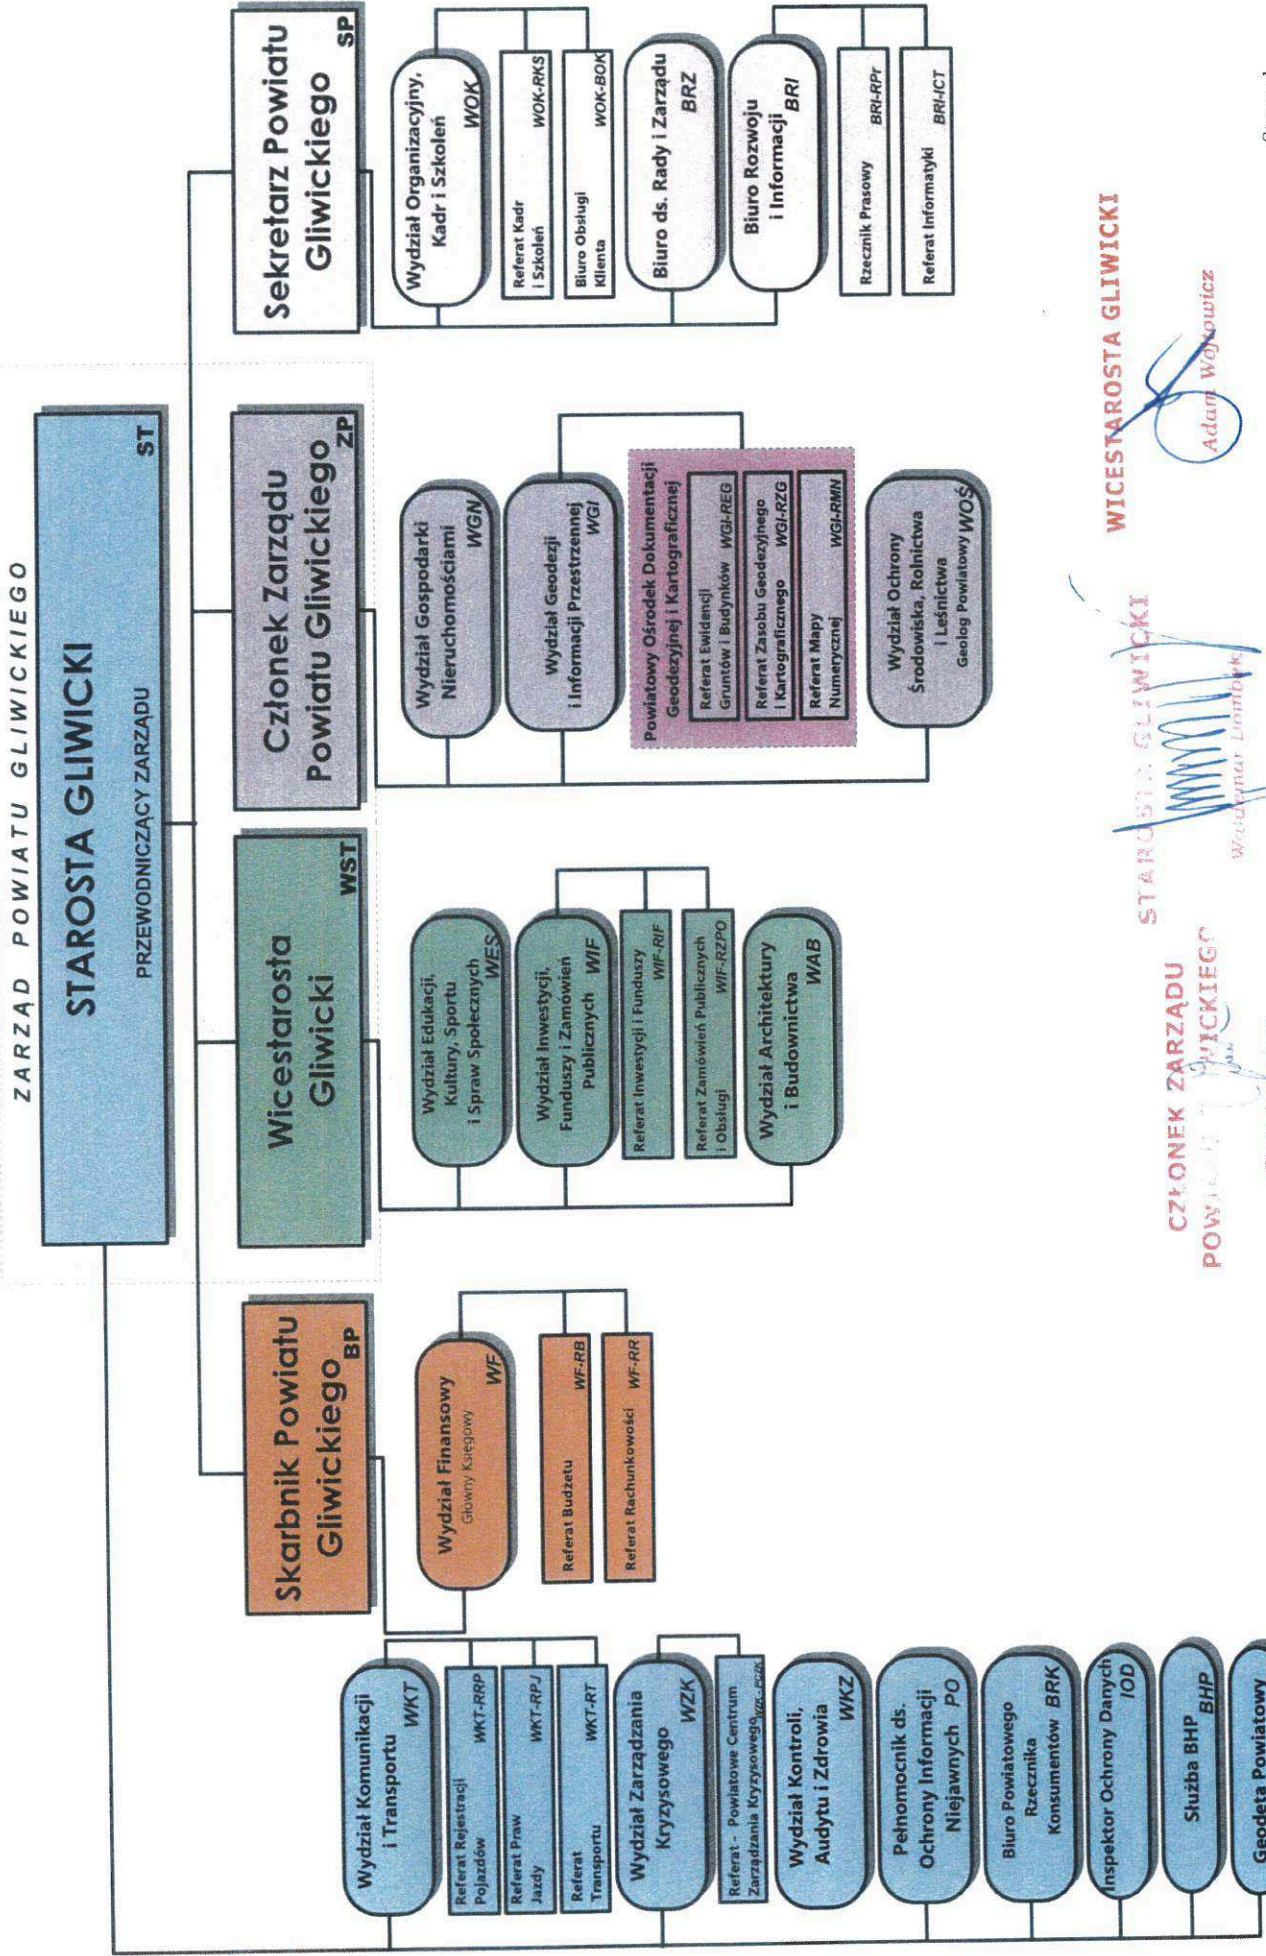 ZARZĄD POWIATU GLIWICKIEGO
STAROSTA GLIWICKI
PRZEWODNICZĄCY ZARZĄDU
ST
Skarbnik Powiatu
Gliwickiego
BP
Wicestarosta
Gliwicki
WST
Członek Zarządu
Powiatu Gliwickiego
ZP
Sekretarz Powiatu
Gliwickiego
SP
Wydział Komunikacji
i Transportu
WKT
Referat Rejestracji
Pojazdów WKT-RRP
Referat Praw
Jazdy WKT-RPJ
Referat
Transportu WKT-RT
Wydział Zarządzania
Kryzysowego
WZK
Referat - Powiatowe Centrum
Zarządzania Kryzysowego
Wydział Kontroli,
Audytu i Zdrowia
WKZ
Pełnomocnik ds.
Ochrony Informacji
Niejawnych PO
Biuro Powiatowego
Rzecznika
Konsumentów BRK
Inspektor Ochrony Danych
IOD
Służba BHP
BHP
Geodeta Powiatowy
Wydział Finansowy
Główny Księgowy
WF
Referat Budżetu WF-RB
Referat Rachunkowości WF-RR
Wydział Edukacji,
Kultury, Sportu
i Spraw Społecznych
WES
Wydział Inwestycji,
Funduszy i Zamówień
Publicznych WIF
Referat Inwestycji i Funduszy
WIF-RIF
Referat Zamówień Publicznych
i Obsługi WIF-RZPO
Wydział Architektury
i Budownictwa
WAB
Wydział Gospodarki
Nieruchomościami
WGN
Wydział Geodezji
i Informacji Przestrzennej
WGI
Powiatowy Ośrodek Dokumentacji
Geodezyjnej i Kartograficznej
Referat Ewidencji
Gruntów i Budynków WGI-REG
Referat Zasobu Geodezyjnego
i Kartograficznego WGI-RZG
Referat Mapy
Numerycznej WGI-RMN
Wydział Ochrony
Środowiska, Rolnictwa
i Leśnictwa
Geolog Powiatowy WOŚ
Wydział Organizacyjny,
Kadr i Szkoleń
WOK
Referat Kadr
i Szkoleń WOK-RKS
Biuro Obsługi
Klienta WOK-BOK
Biuro ds. Rady i Zarządu
BRZ
Biuro Rozwoju
i Informacji
BRI
Rzecznik Prasowy BRI-RPr
Referat Informatyki BRI-ICT
CZŁONEK ZARZĄDU
STAROSTA GLIWICKI
WICESTAROSTA GLIWICKI
Adam Wojtowicz